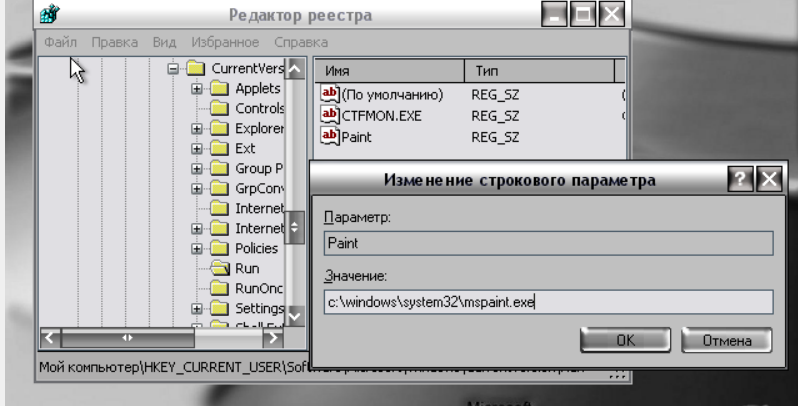 Редактор реестра
Файл Правка Вид Избранное Справка
CurrentVers
Applets
Controls
Explorer
Ext
Group P
GrpConv
Internet
Internet
Policies
Run
RunOnc
Settings
Имя Тип
(По умолчанию) REG_SZ
CTFMON.EXE REG_SZ
Paint REG_SZ
Изменение строкового параметра
Параметр:
Paint
Значение:
c:\windows\system32\mspaint.exe
OK Отмена
Мой компьютер\HKEY_CURRENT_USER\Sof